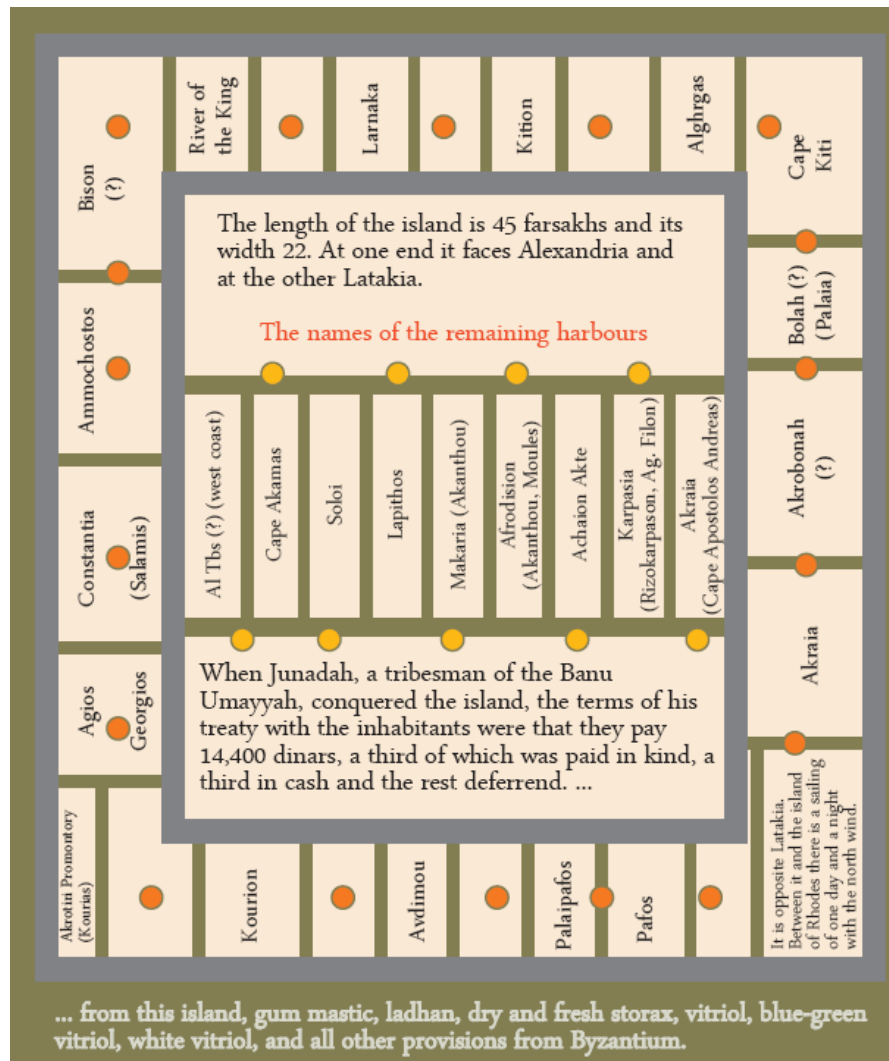 River of
the King
Larnaka
Kition
Alghrgas
Cape
Kiti
Bison
(?)
Ammochostos
Constantia
(Salamis)
Agios
Georgios
Akrotiri Promontory
(Kourias)
The length of the island is 45 farsakhs and its
width 22. At one end it faces Alexandria and
at the other Latakia.
The names of the remaining harbours
Al Tbs (?) (west coast)
Cape Akamas
Soloi
Lapithos
Makaria (Akanthou)
Afrodision
(Akanthou, Moules)
Achaion Akte
Karpasia
(Rizokarpason, Ag. Filon)
Akraia
(Cape Apostolos Andreas)
When Junadah, a tribesman of the Banu
Umayyah, conquered the island, the terms of his
treaty with the inhabitants were that they pay
14,400 dinars, a third of which was paid in kind, a
third in cash and the rest deferrend. ...
Bolah (?)
(Palaia)
Akrobonah
(?)
Akraia
Kourion
Avdimou
Palaipafos
Pafos
It is opposite Latakia.
Between it and the island
of Rhodes there is a sailing
of one day and a night
with the north wind.
... from this island, gum mastic, ladhan, dry and fresh storax, vitriol, blue-green
vitriol, white vitriol, and all other provisions from Byzantium.